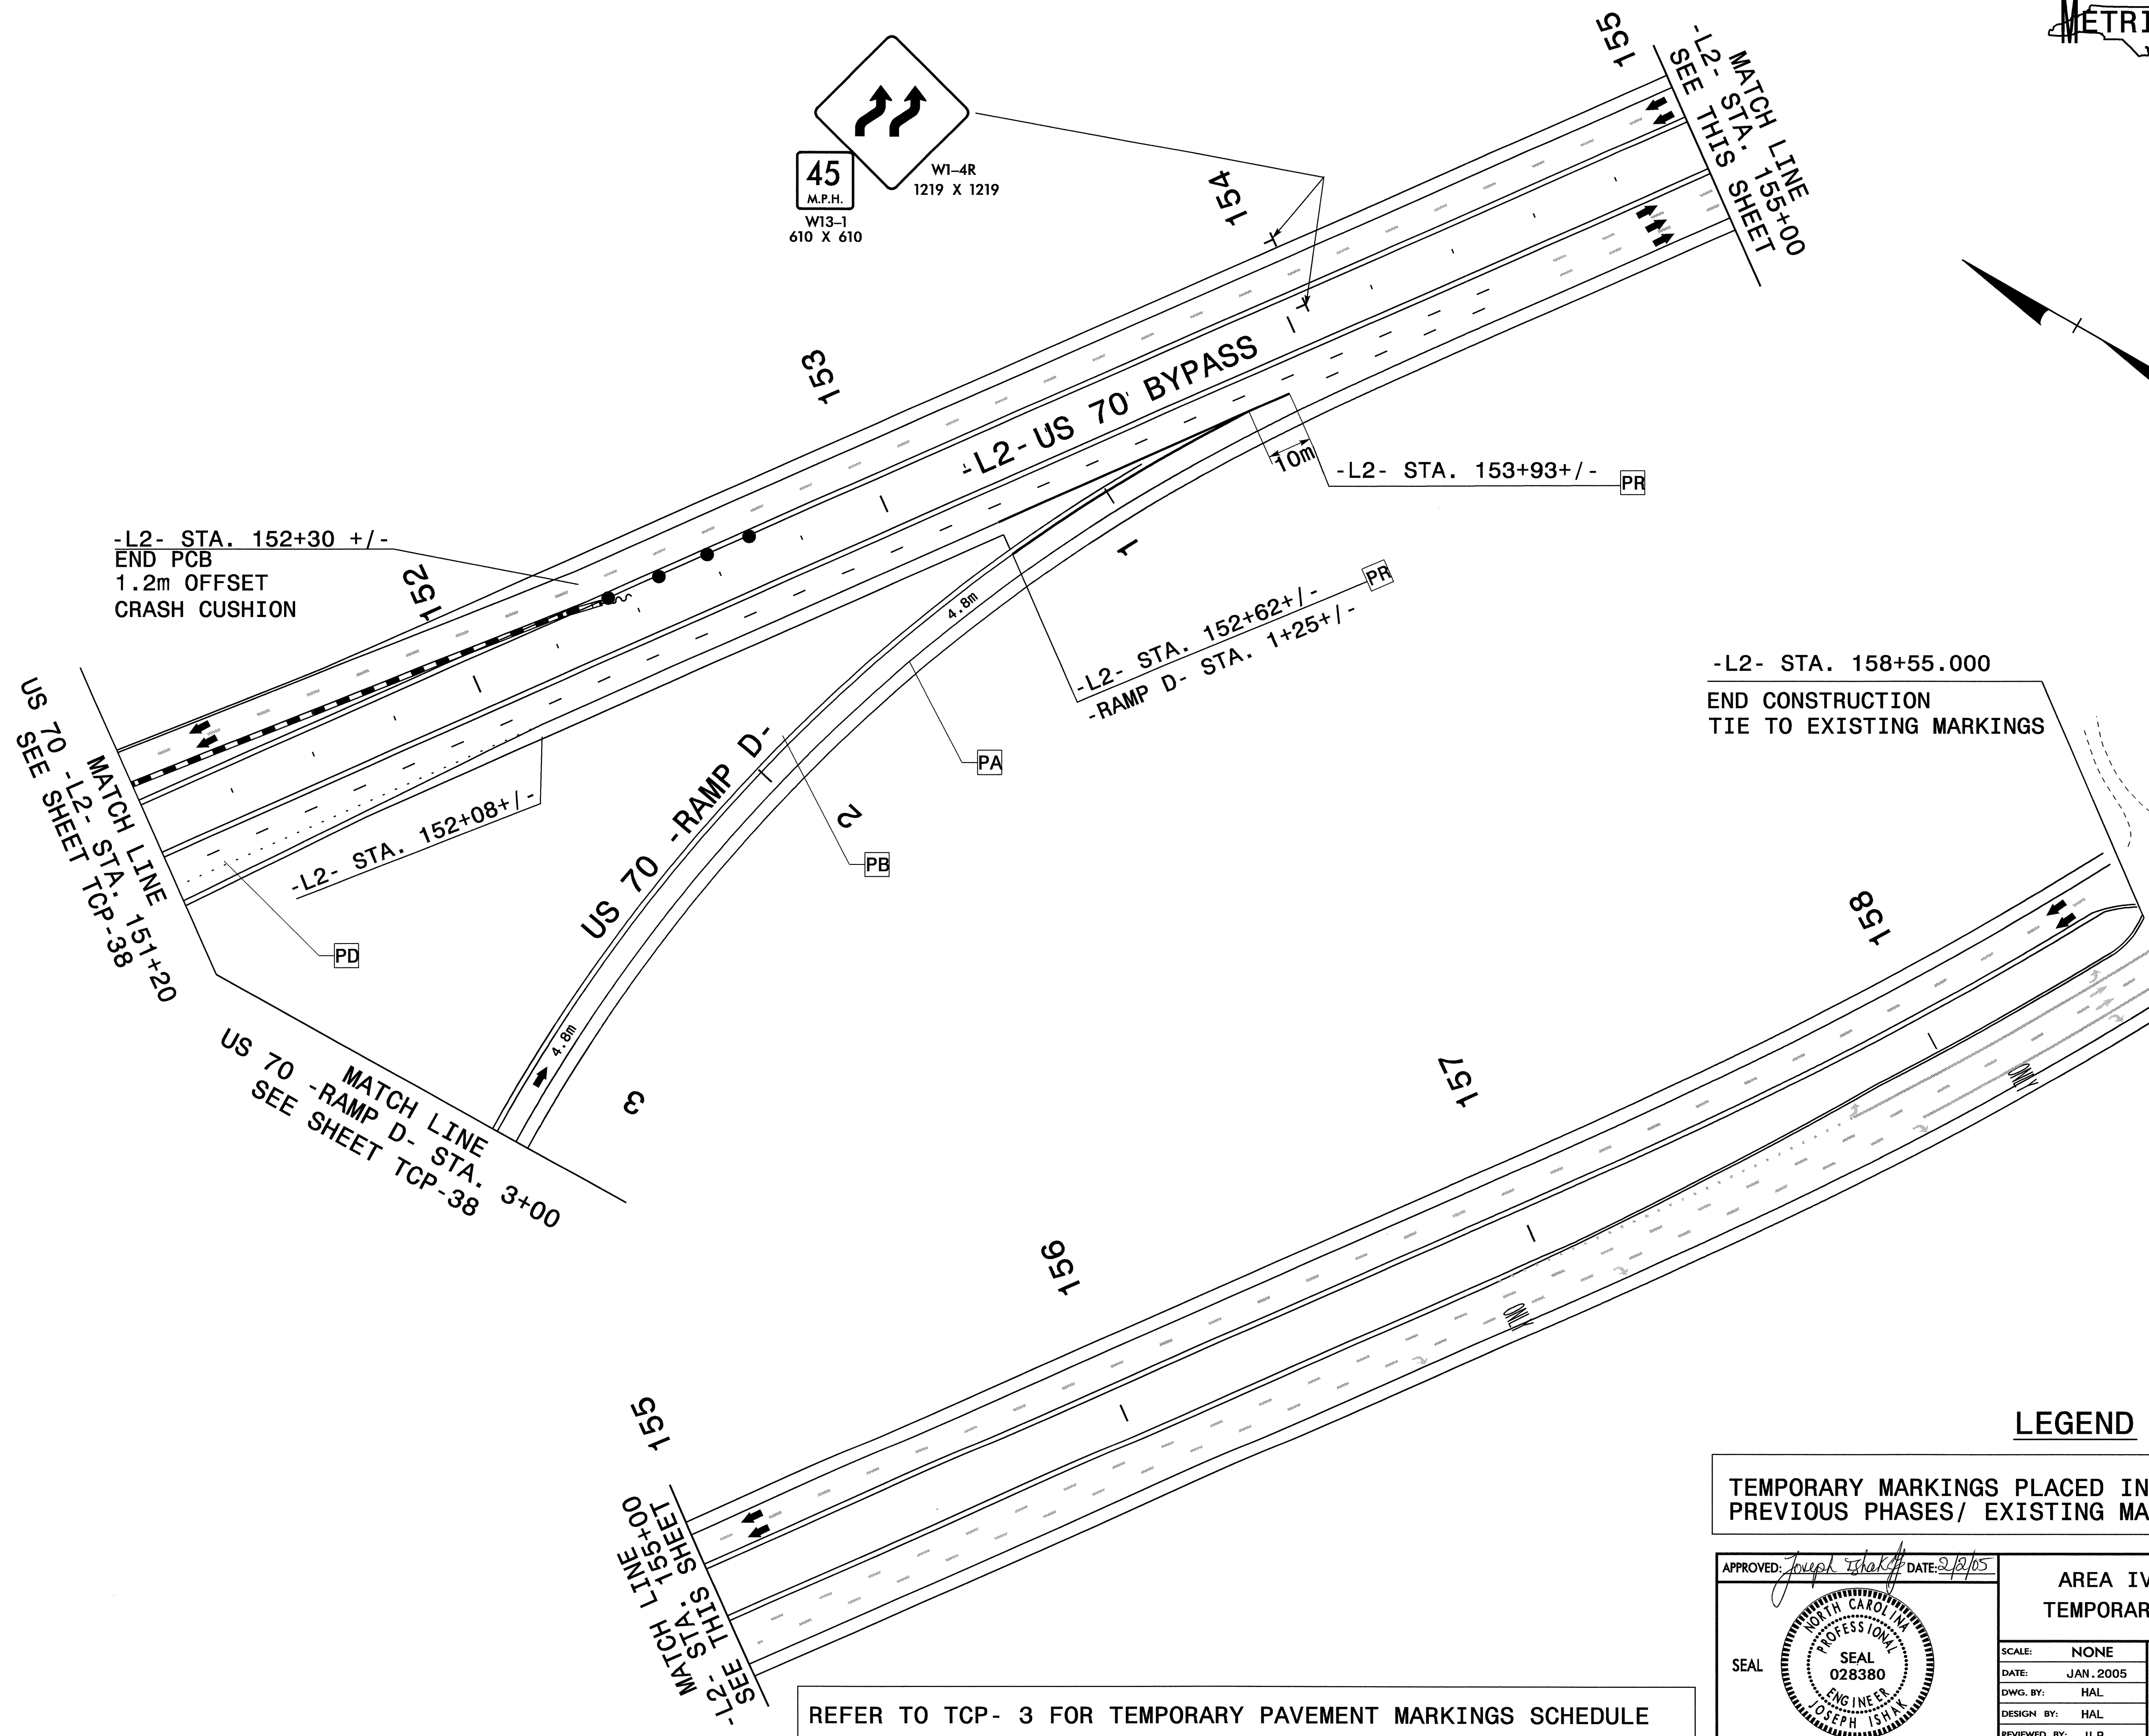 METRI
155
MATCH LINE
-L2- STA. 155+00
SEE THIS SHEET
45
M.P.H.
W13-1
610 X 610
W1-4R
1219 X 1219
154
153
-L2- US 70 BYPASS
10m
-L2- STA. 153+93+/-
PR
-L2- STA. 152+30 +/-
END PCB
1.2m OFFSET
CRASH CUSHION
152
1
4.8m
-L2- STA. 152+62+/-
PR
-RAMP D- STA. 1+25+/-
-L2- STA. 158+55.000
END CONSTRUCTION
TIE TO EXISTING MARKINGS
MATCH LINE
US 70 -L2- STA. 151+20
SEE SHEET TCP-38
-L2- STA. 152+08+/-
PD
US 70 -RAMP D-
PA
2
PB
4.8m
3
MATCH LINE
US 70 -RAMP D- STA. 3+00
SEE SHEET TCP-38
158
157
156
155
ONLY
ONLY
MATCH LINE
-L2- STA. 155+00
SEE THIS SHEET
LEGEND
TEMPORARY MARKINGS PLACED IN
PREVIOUS PHASES/ EXISTING MA
APPROVED: Joseph Ishak DATE: 2/2/05
SEAL
NORTH CAROLINA
PROFESSIONAL
SEAL
028380
ENGINEER
JOSEPH ISHAK
AREA IV
TEMPORAR
SCALE: NONE
DATE: JAN.2005
DWG. BY: HAL
DESIGN BY: HAL
REVIEWED BY:
REFER TO TCP- 3 FOR TEMPORARY PAVEMENT MARKINGS SCHEDULE